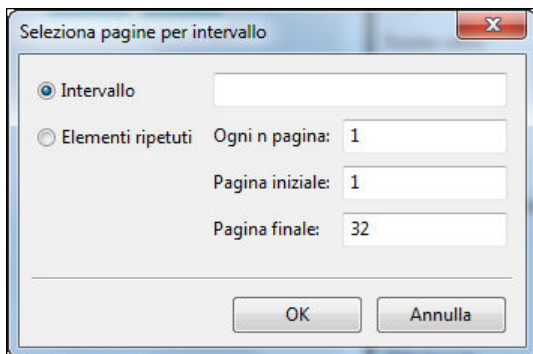 Seleziona pagine per intervallo
Intervallo
Elementi ripetuti Ogni n pagina: 1
Pagina iniziale: 1
Pagina finale: 32
OK Annulla